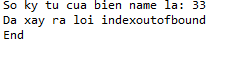 So ky tu cua bien name la: 33
Da xay ra loi indexoutofbound
End